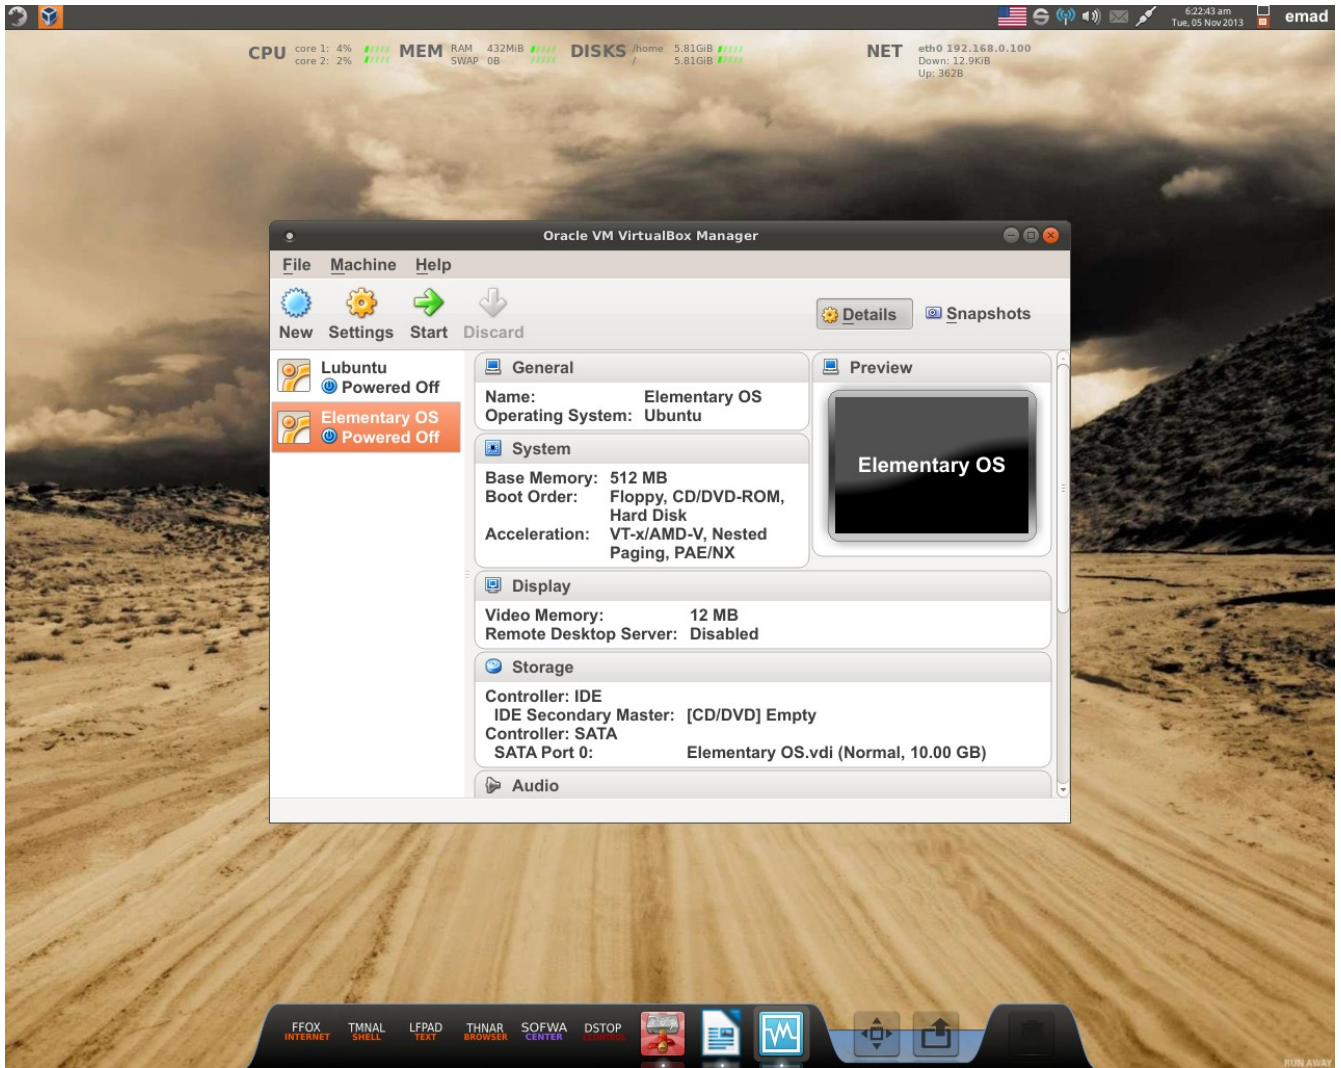 6:22:43 am
Tue, 05 Nov 2013
emad
CPU core 1: 4% MEM RAM 432MiB DISKS /home 5.81GiB NET eth0 192.168.0.100
core 2: 2% SWAP 0B / 5.81GiB Down: 12.9KiB
Up: 362B
Oracle VM VirtualBox Manager
File Machine Help
New Settings Start Discard Details Snapshots
Lubuntu
Powered Off
Elementary OS
Powered Off
General
Name: Elementary OS
Operating System: Ubuntu
Preview
Elementary OS
System
Base Memory: 512 MB
Boot Order: Floppy, CD/DVD-ROM,
Hard Disk
Acceleration: VT-x/AMD-V, Nested
Paging, PAE/NX
Display
Video Memory: 12 MB
Remote Desktop Server: Disabled
Storage
Controller: IDE
IDE Secondary Master: [CD/DVD] Empty
Controller: SATA
SATA Port 0: Elementary OS.vdi (Normal, 10.00 GB)
Audio
FFOX TMNAL LFPAD THNAR SOFWA DSTOP
INTERNET SHELL TEXT BROWSER CENTER
RUN AWAY